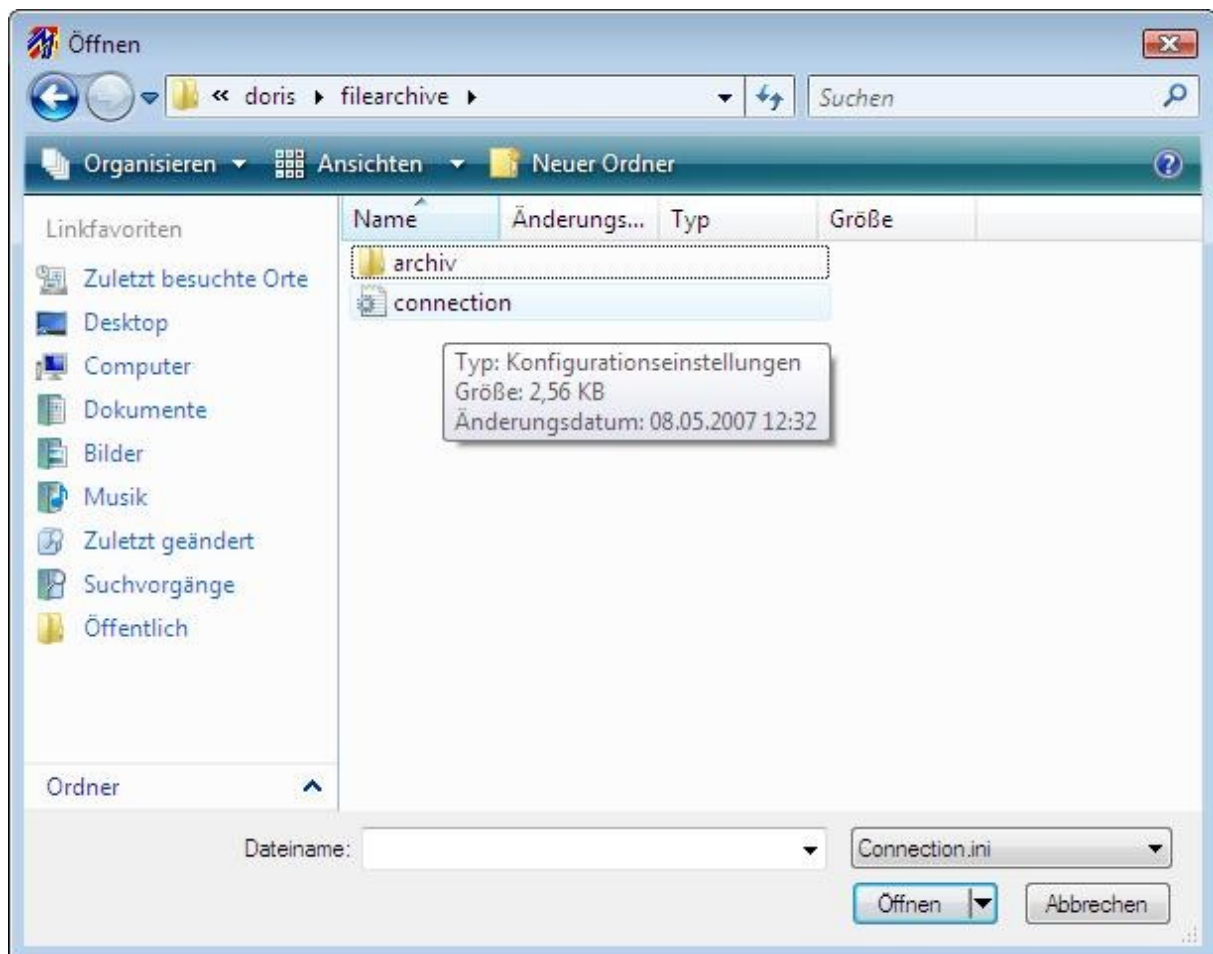 Öffnen
« doris ▸ filearchive ▸
Suchen
Organisieren Ansichten Neuer Ordner
Linkfavoriten
Zuletzt besuchte Orte
Desktop
Computer
Dokumente
Bilder
Musik
Zuletzt geändert
Suchvorgänge
Öffentlich
Ordner
Name Änderungs... Typ Größe
archiv
connection
Typ: Konfigurationseinstellungen
Größe: 2,56 KB
Änderungsdatum: 08.05.2007 12:32
Dateiname:
Connection.ini
Öffnen Abbrechen